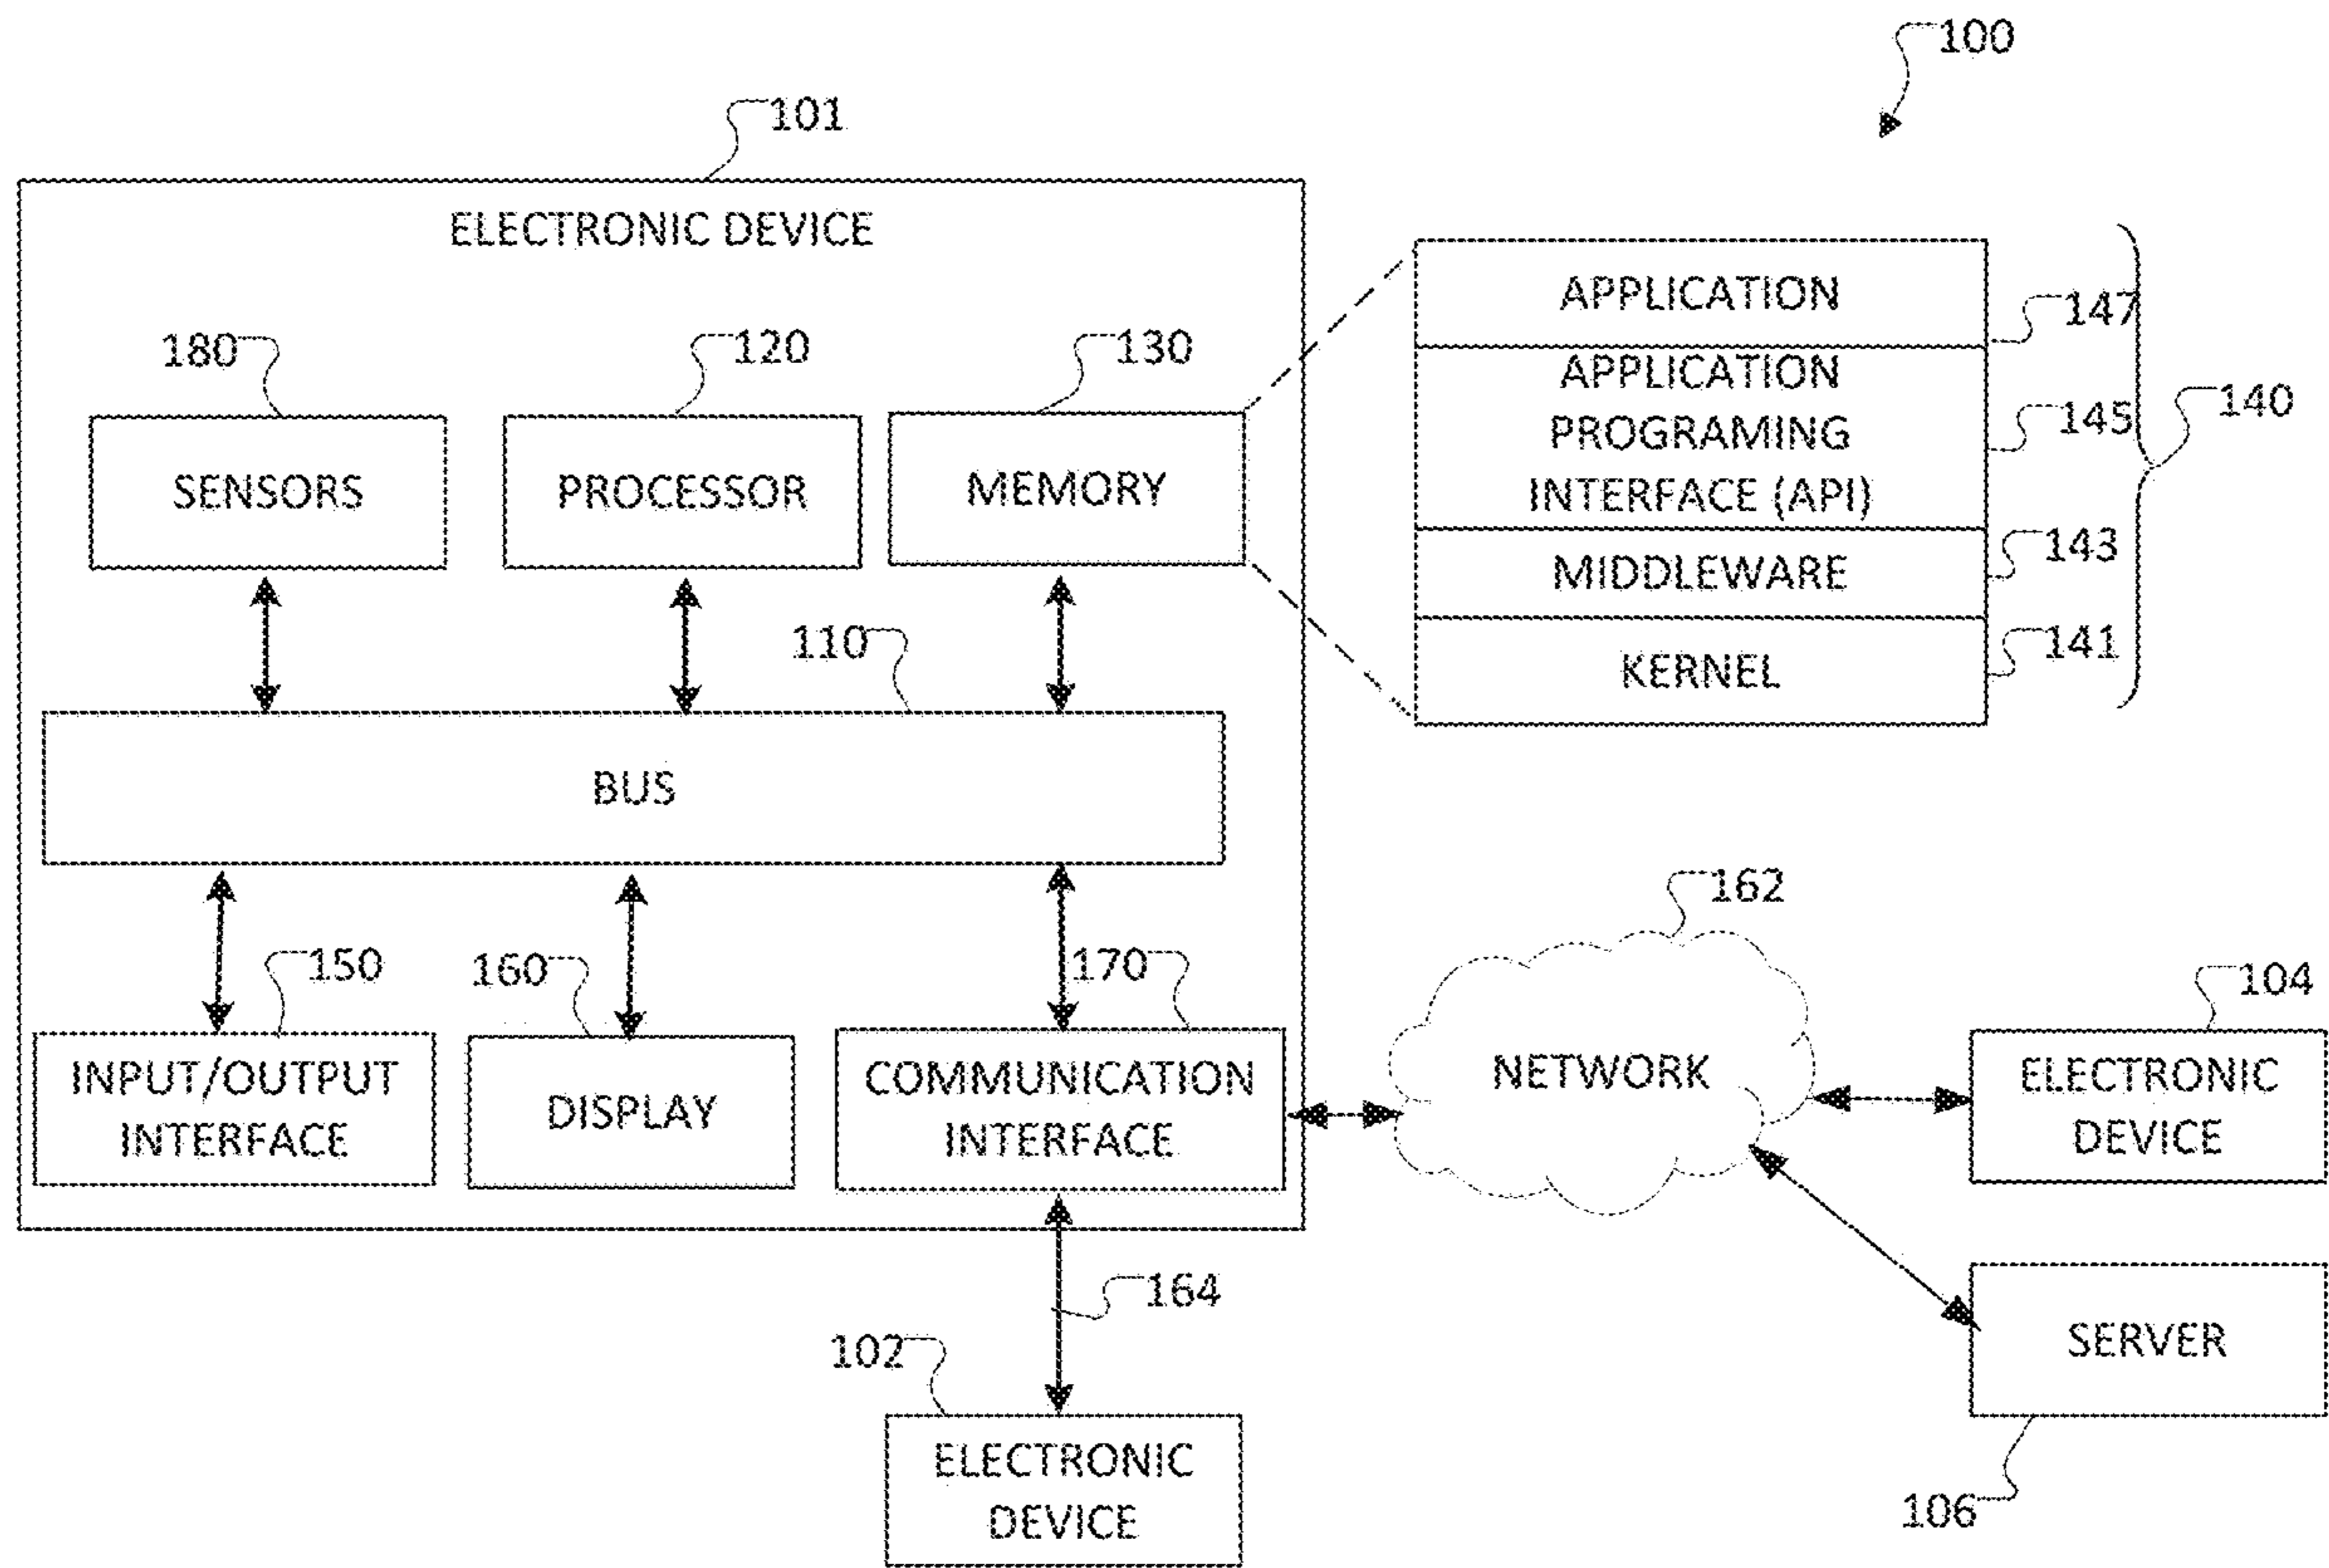 100
101
ELECTRONIC DEVICE
180
120
130
SENSORS
PROCESSOR
MEMORY
110
BUS
150
160
170
INPUT/OUTPUT
INTERFACE
DISPLAY
COMMUNICATION
INTERFACE
APPLICATION
147
APPLICATION
PROGRAMING
INTERFACE (API)
145
140
MIDDLEWARE
143
KERNEL
141
162
NETWORK
104
ELECTRONIC
DEVICE
164
102
ELECTRONIC
DEVICE
SERVER
106